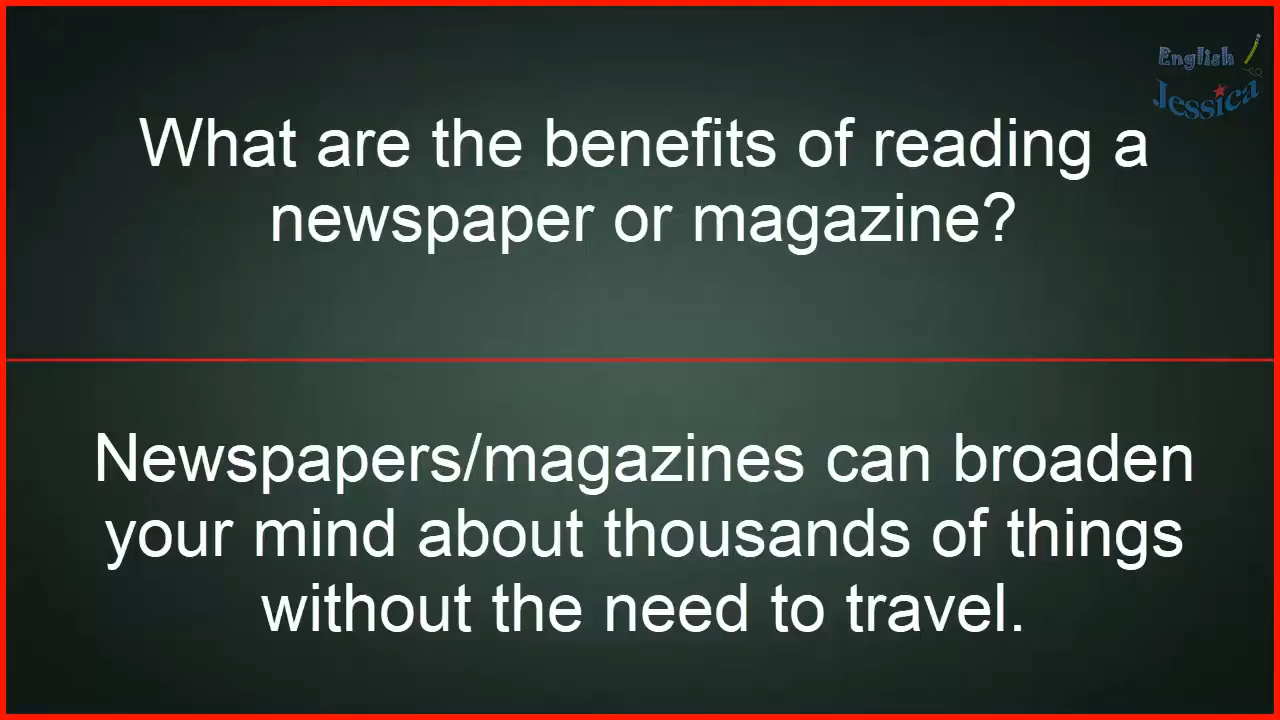 English
Jessica
What are the benefits of reading a
newspaper or magazine?
Newspapers/magazines can broaden
your mind about thousands of things
without the need to travel.